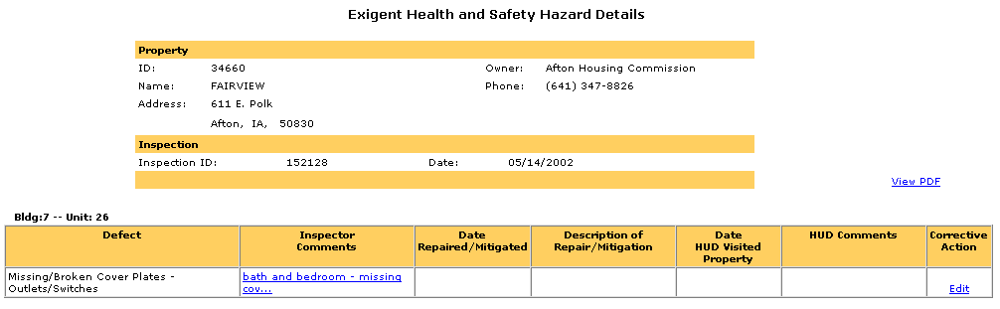 Exigent Health and Safety Hazard Details
Property
ID: 34660 Owner: Afton Housing Commission
Name: FAIRVIEW Phone: (641) 347-8826
Address: 611 E. Polk
Afton, IA, 50830
Inspection
Inspection ID: 152128 Date: 05/14/2002
View PDF
Bldg:7 -- Unit: 26
Defect
Inspector
Comments
Date
Repaired/Mitigated
Description of
Repair/Mitigation
Date
HUD Visited
Property
HUD Comments
Corrective
Action
Missing/Broken Cover Plates -
Outlets/Switches
bath and bedroom - missing
cov...
Edit